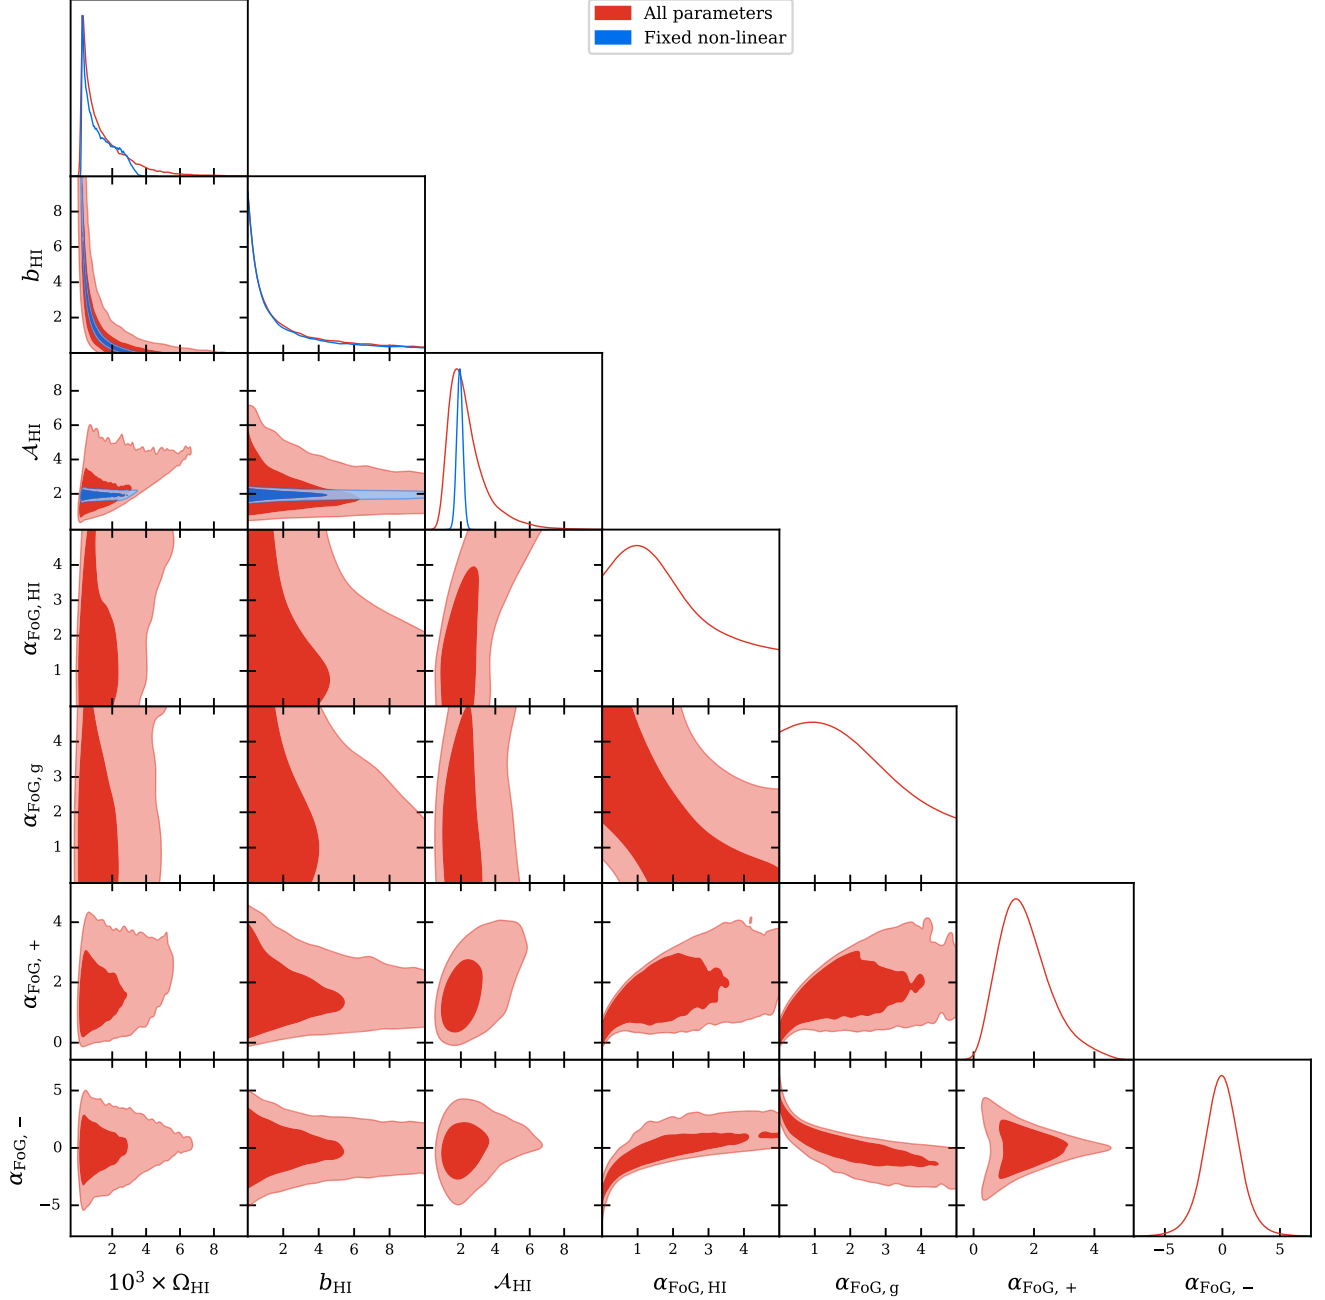 All parameters
Fixed non-linear
b_HI
8
6
4
2
𝒜_HI
8
6
4
2
α_FoG, HI
4
3
2
1
α_FoG, g
4
3
2
1
α_FoG, +
4
2
0
α_FoG, −
5
0
−5
2 4 6 8 2 4 6 8 2 4 6 8 1 2 3 4 1 2 3 4 0 2 4 −5 0 5
10³ × Ω_HI b_HI 𝒜_HI α_FoG, HI α_FoG, g α_FoG, + α_FoG, −